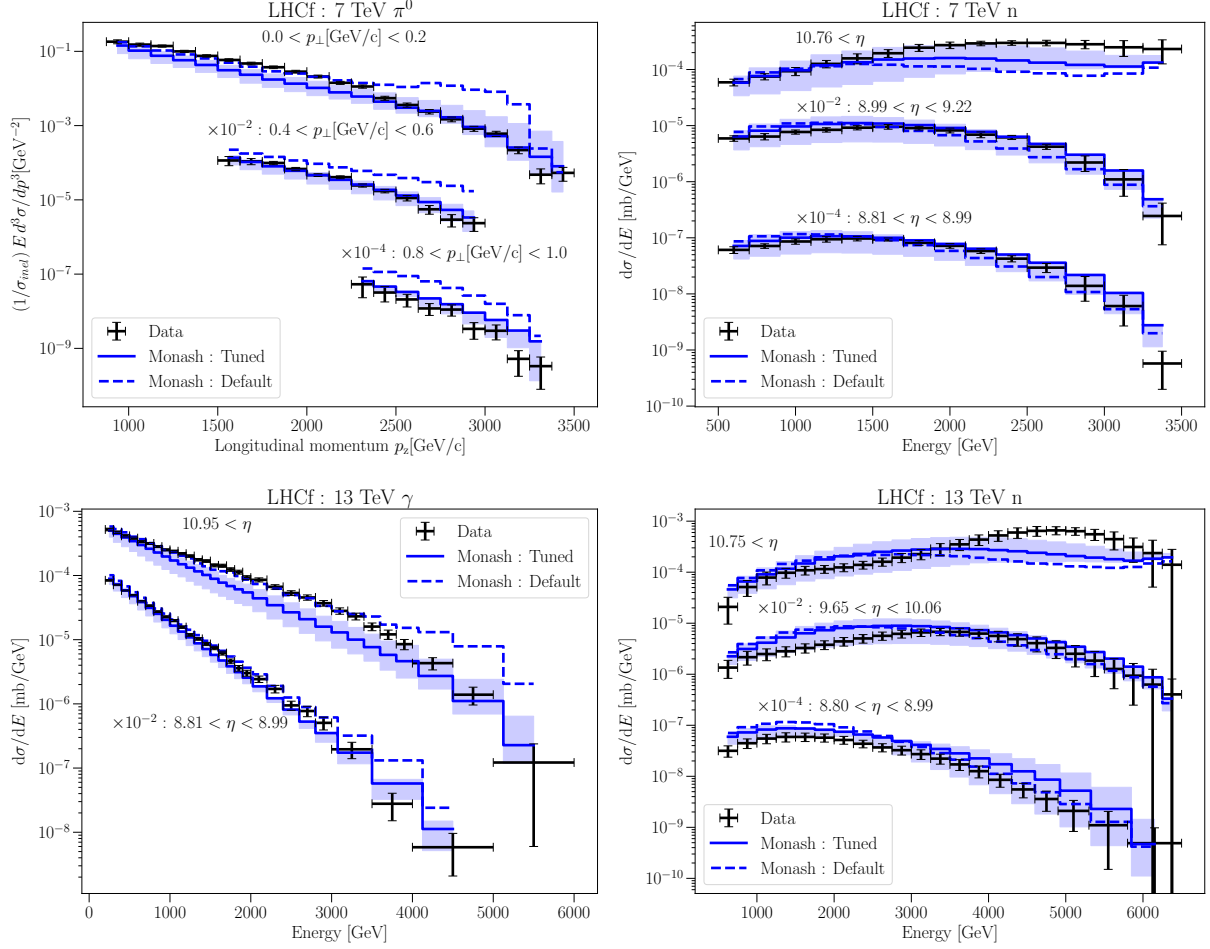 LHCf : 7 TeV π⁰
0.0 < p⊥[GeV/c] < 0.2
×10⁻² : 0.4 < p⊥[GeV/c] < 0.6
×10⁻⁴ : 0.8 < p⊥[GeV/c] < 1.0
Data
Monash : Tuned
Monash : Default
10⁻¹
10⁻³
10⁻⁵
10⁻⁷
10⁻⁹
(1/σ_inel) E d³σ/dp³[GeV⁻²]
1000 1500 2000 2500 3000 3500
Longitudinal momentum p_z[GeV/c]
LHCf : 7 TeV n
10.76 < η
×10⁻² : 8.99 < η < 9.22
×10⁻⁴ : 8.81 < η < 8.99
Data
Monash : Tuned
Monash : Default
10⁻⁴
10⁻⁵
10⁻⁶
10⁻⁷
10⁻⁸
10⁻⁹
10⁻¹⁰
dσ/dE [mb/GeV]
500 1000 1500 2000 2500 3000 3500
Energy [GeV]
LHCf : 13 TeV γ
10.95 < η
×10⁻² : 8.81 < η < 8.99
Data
Monash : Tuned
Monash : Default
10⁻³
10⁻⁴
10⁻⁵
10⁻⁶
10⁻⁷
10⁻⁸
dσ/dE [mb/GeV]
0 1000 2000 3000 4000 5000 6000
Energy [GeV]
LHCf : 13 TeV n
10.75 < η
×10⁻² : 9.65 < η < 10.06
×10⁻⁴ : 8.80 < η < 8.99
Data
Monash : Tuned
Monash : Default
10⁻³
10⁻⁴
10⁻⁵
10⁻⁶
10⁻⁷
10⁻⁸
10⁻⁹
10⁻¹⁰
dσ/dE [mb/GeV]
1000 2000 3000 4000 5000 6000
Energy [GeV]